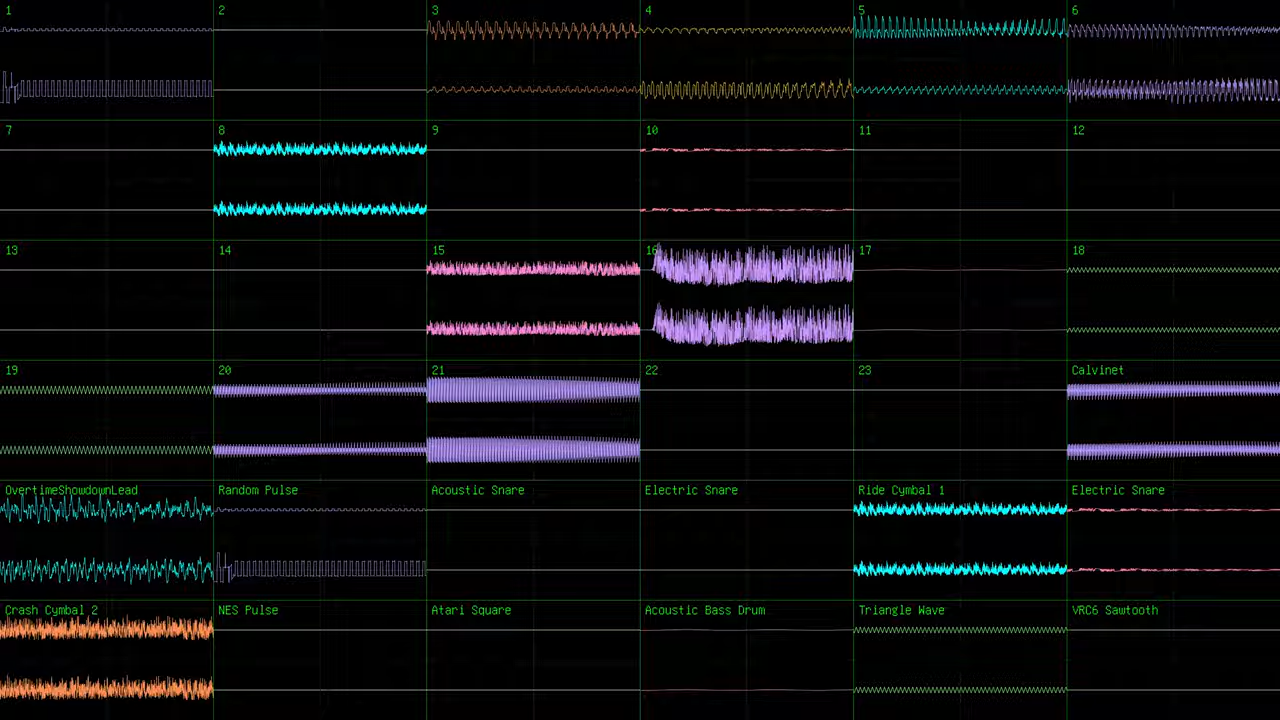 1 2 3 4 5 6
7 8 9 10 11 12
13 14 15 16 17 18
19 20 21 22 23 Calvinet
OvertimeShowdownLead Random Pulse Acoustic Snare Electric Snare Ride Cymbal 1 Electric Snare
Crash Cymbal 2 NES Pulse Atari Square Acoustic Bass Drum Triangle Wave VRC6 Sawtooth